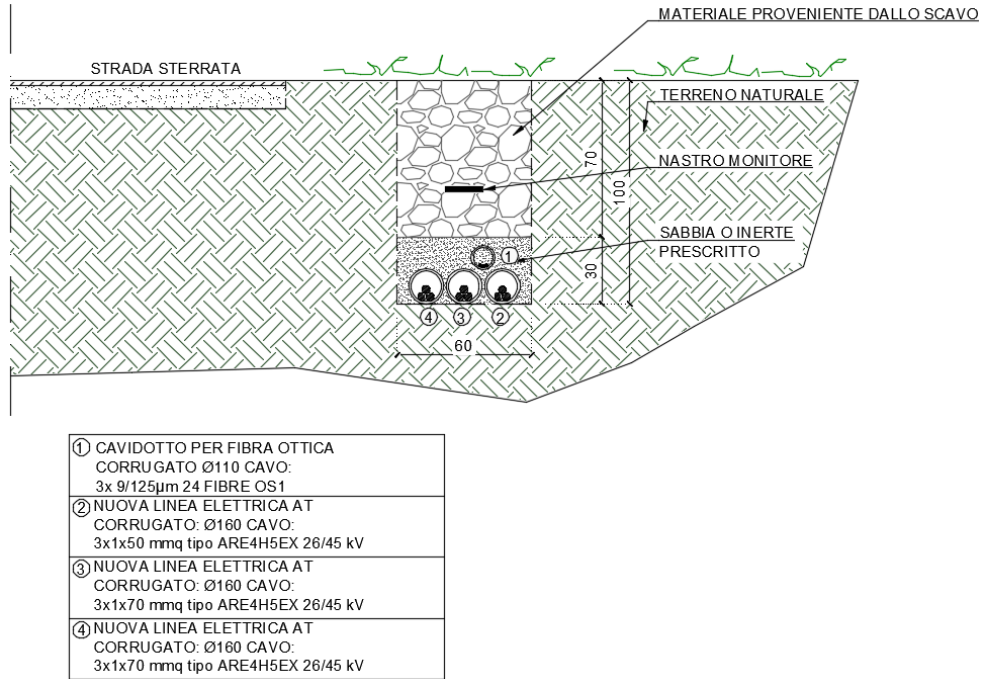 MATERIALE PROVENIENTE DALLO SCAVO
STRADA STERRATA
TERRENO NATURALE
70
100
NASTRO MONITORE
SABBIA O INERTE
PRESCRITTO
1
30
4 3 2
60
1 CAVIDOTTO PER FIBRA OTTICA
CORRUGATO Ø110 CAVO:
3x 9/125µm 24 FIBRE OS1
2 NUOVA LINEA ELETTRICA AT
CORRUGATO: Ø160 CAVO:
3x1x50 mmq tipo ARE4H5EX 26/45 kV
3 NUOVA LINEA ELETTRICA AT
CORRUGATO: Ø160 CAVO:
3x1x70 mmq tipo ARE4H5EX 26/45 kV
4 NUOVA LINEA ELETTRICA AT
CORRUGATO: Ø160 CAVO:
3x1x70 mmq tipo ARE4H5EX 26/45 kV